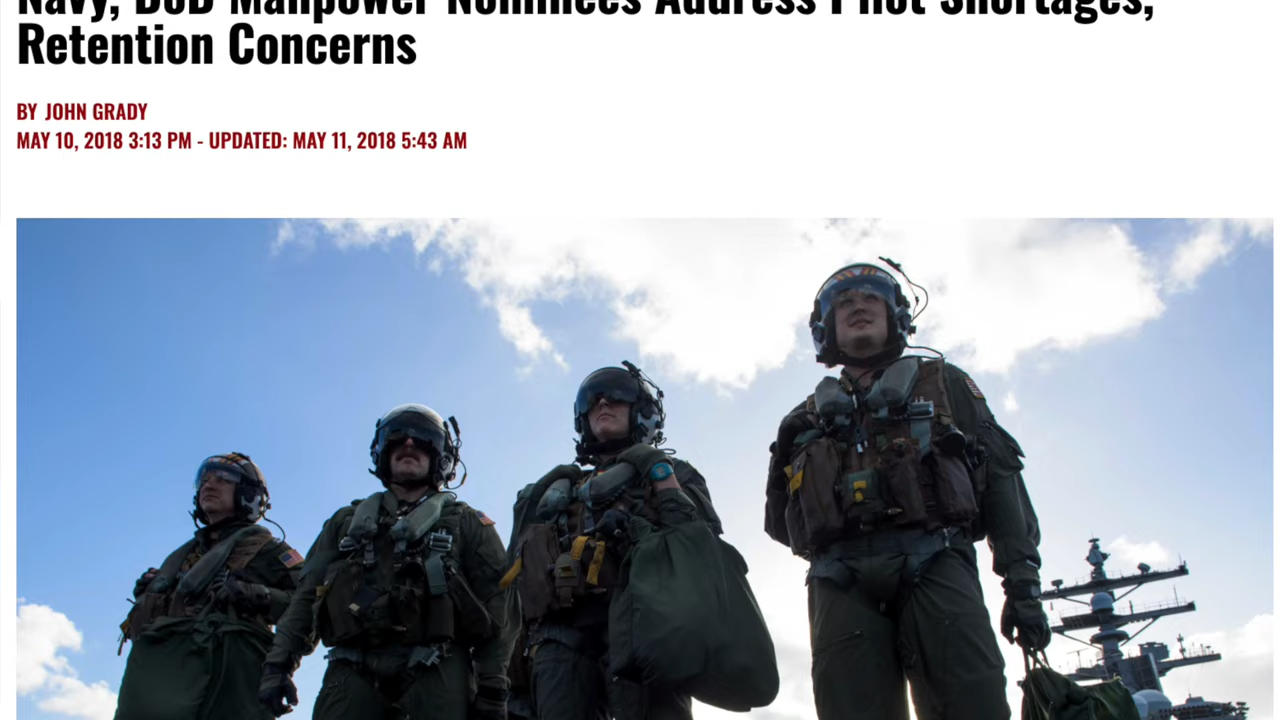 Navy, DoD Manpower Nominees Address Pilot Shortages,
Retention Concerns
BY JOHN GRADY
MAY 10, 2018 3:13 PM - UPDATED: MAY 11, 2018 5:43 AM